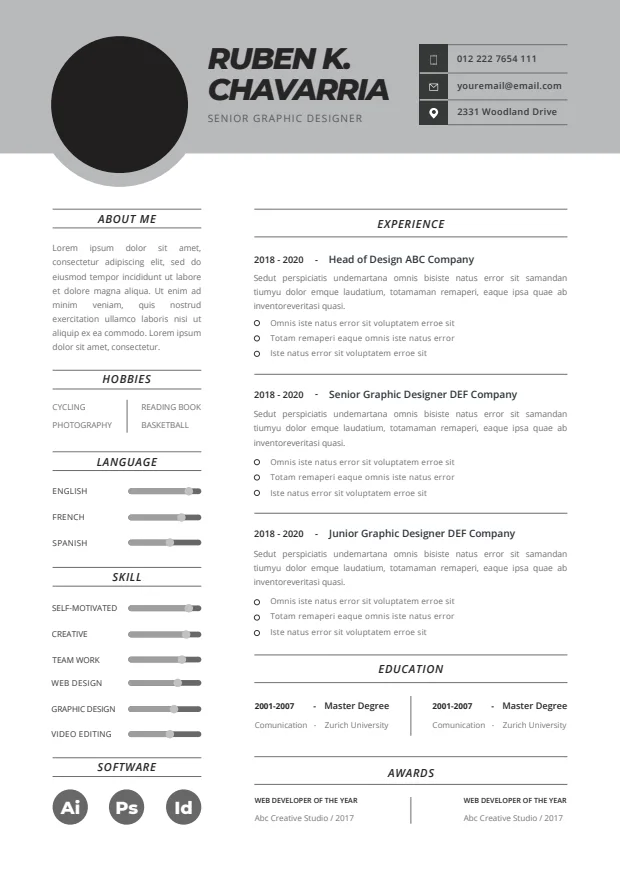 RUBEN K.
CHAVARRIA
SENIOR GRAPHIC DESIGNER
012 222 7654 111
youremail@email.com
2331 Woodland Drive
ABOUT ME
Lorem ipsum dolor sit amet,
consectetur adipiscing elit, sed do
eiusmod tempor incididunt ut labore
et dolore magna aliqua. Ut enim ad
minim veniam, quis nostrud
exercitation ullamco laboris nisi ut
aliquip ex ea commodo. Lorem ipsum
dolor sit amet, consectetur.
HOBBIES
CYCLING
READING BOOK
PHOTOGRAPHY
BASKETBALL
LANGUAGE
ENGLISH
FRENCH
SPANISH
SKILL
SELF-MOTIVATED
CREATIVE
TEAM WORK
WEB DESIGN
GRAPHIC DESIGN
VIDEO EDITING
SOFTWARE
Ai
Ps
Id
EXPERIENCE
2018 - 2020 - Head of Design ABC Company
Sedut perspiciatis undemartana omnis bisiste natus error sit samandan
tiumyu dolor emque laudatium, totamaman remaperi, eaque ipsa quae ab
inventoreveritasi quasi.
Omnis iste natus error sit voluptatem erroe sit
Totam remaperi eaque omnis iste natus error
Iste natus error sit voluptatem erroe sit
2018 - 2020 - Senior Graphic Designer DEF Company
Sedut perspiciatis undemartana omnis bisiste natus error sit samandan
tiumyu dolor emque laudatium, totamaman remaperi, eaque ipsa quae ab
inventoreveritasi quasi.
Omnis iste natus error sit voluptatem erroe sit
Totam remaperi eaque omnis iste natus error
Iste natus error sit voluptatem erroe sit
2018 - 2020 - Junior Graphic Designer DEF Company
Sedut perspiciatis undemartana omnis bisiste natus error sit samandan
tiumyu dolor emque laudatium, totamaman remaperi, eaque ipsa quae ab
inventoreveritasi quasi.
Omnis iste natus error sit voluptatem erroe sit
Totam remaperi eaque omnis iste natus error
Iste natus error sit voluptatem erroe sit
EDUCATION
2001-2007 - Master Degree
Comunication - Zurich University
2001-2007 - Master Degree
Comunication - Zurich University
AWARDS
WEB DEVELOPER OF THE YEAR
Abc Creative Studio / 2017
WEB DEVELOPER OF THE YEAR
Abc Creative Studio / 2017